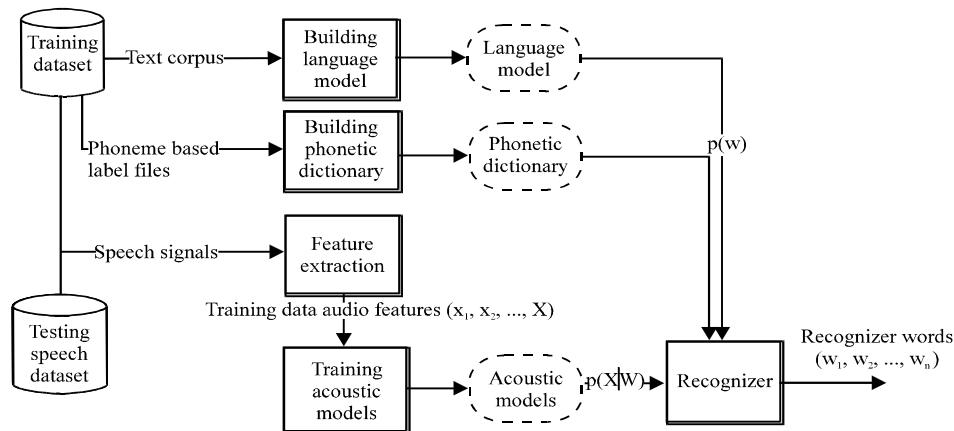 Training
dataset
Text corpus
Building
language
model
Language
model
Phoneme based
label files
Building
phonetic
dictionary
Phonetic
dictionary
p(w)
Speech signals
Feature
extraction
Training data audio features (x₁, x₂, ..., X)
Testing
speech
dataset
Training
acoustic
models
Acoustic
models
p(X|W)
Recognizer
Recognizer words
(w₁, w₂, ..., wₙ)